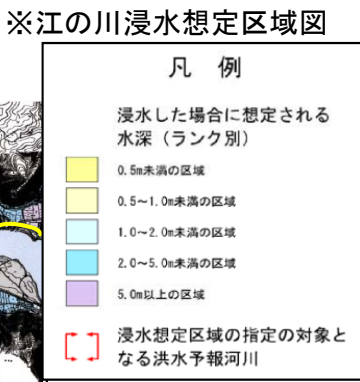 ※江の川浸水想定区域図
凡 例
浸水した場合に想定される
水深（ランク別）
0.5m未満の区域
0.5～1.0m未満の区域
1.0～2.0m未満の区域
2.0～5.0m未満の区域
5.0m以上の区域
浸水想定区域の指定の対象と
なる洪水予報河川